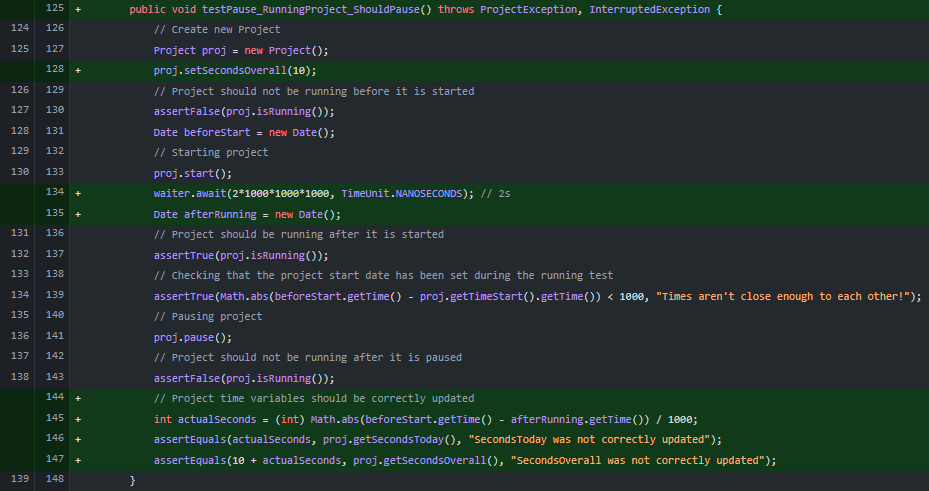 125 + public void testPause_RunningProject_ShouldPause() throws ProjectException, InterruptedException {
124 126 // Create new Project
125 127 Project proj = new Project();
128 + proj.setSecondsOverall(10);
126 129 // Project should not be running before it is started
127 130 assertFalse(proj.isRunning());
128 131 Date beforeStart = new Date();
129 132 // Starting project
130 133 proj.start();
134 + waiter.await(2*1000*1000*1000, TimeUnit.NANOSECONDS); // 2s
135 + Date afterRunning = new Date();
131 136 // Project should be running after it is started
132 137 assertTrue(proj.isRunning());
133 138 // Checking that the project start date has been set during the running test
134 139 assertTrue(Math.abs(beforeStart.getTime() - proj.getTimeStart().getTime()) < 1000, "Times aren't close enough to each other!");
135 140 // Pausing project
136 141 proj.pause();
137 142 // Project should not be running after it is paused
138 143 assertFalse(proj.isRunning());
144 + // Project time variables should be correctly updated
145 + int actualSeconds = (int) Math.abs(beforeStart.getTime() - afterRunning.getTime()) / 1000;
146 + assertEquals(actualSeconds, proj.getSecondsToday(), "SecondsToday was not correctly updated");
147 + assertEquals(10 + actualSeconds, proj.getSecondsOverall(), "SecondsOverall was not correctly updated");
139 148 }